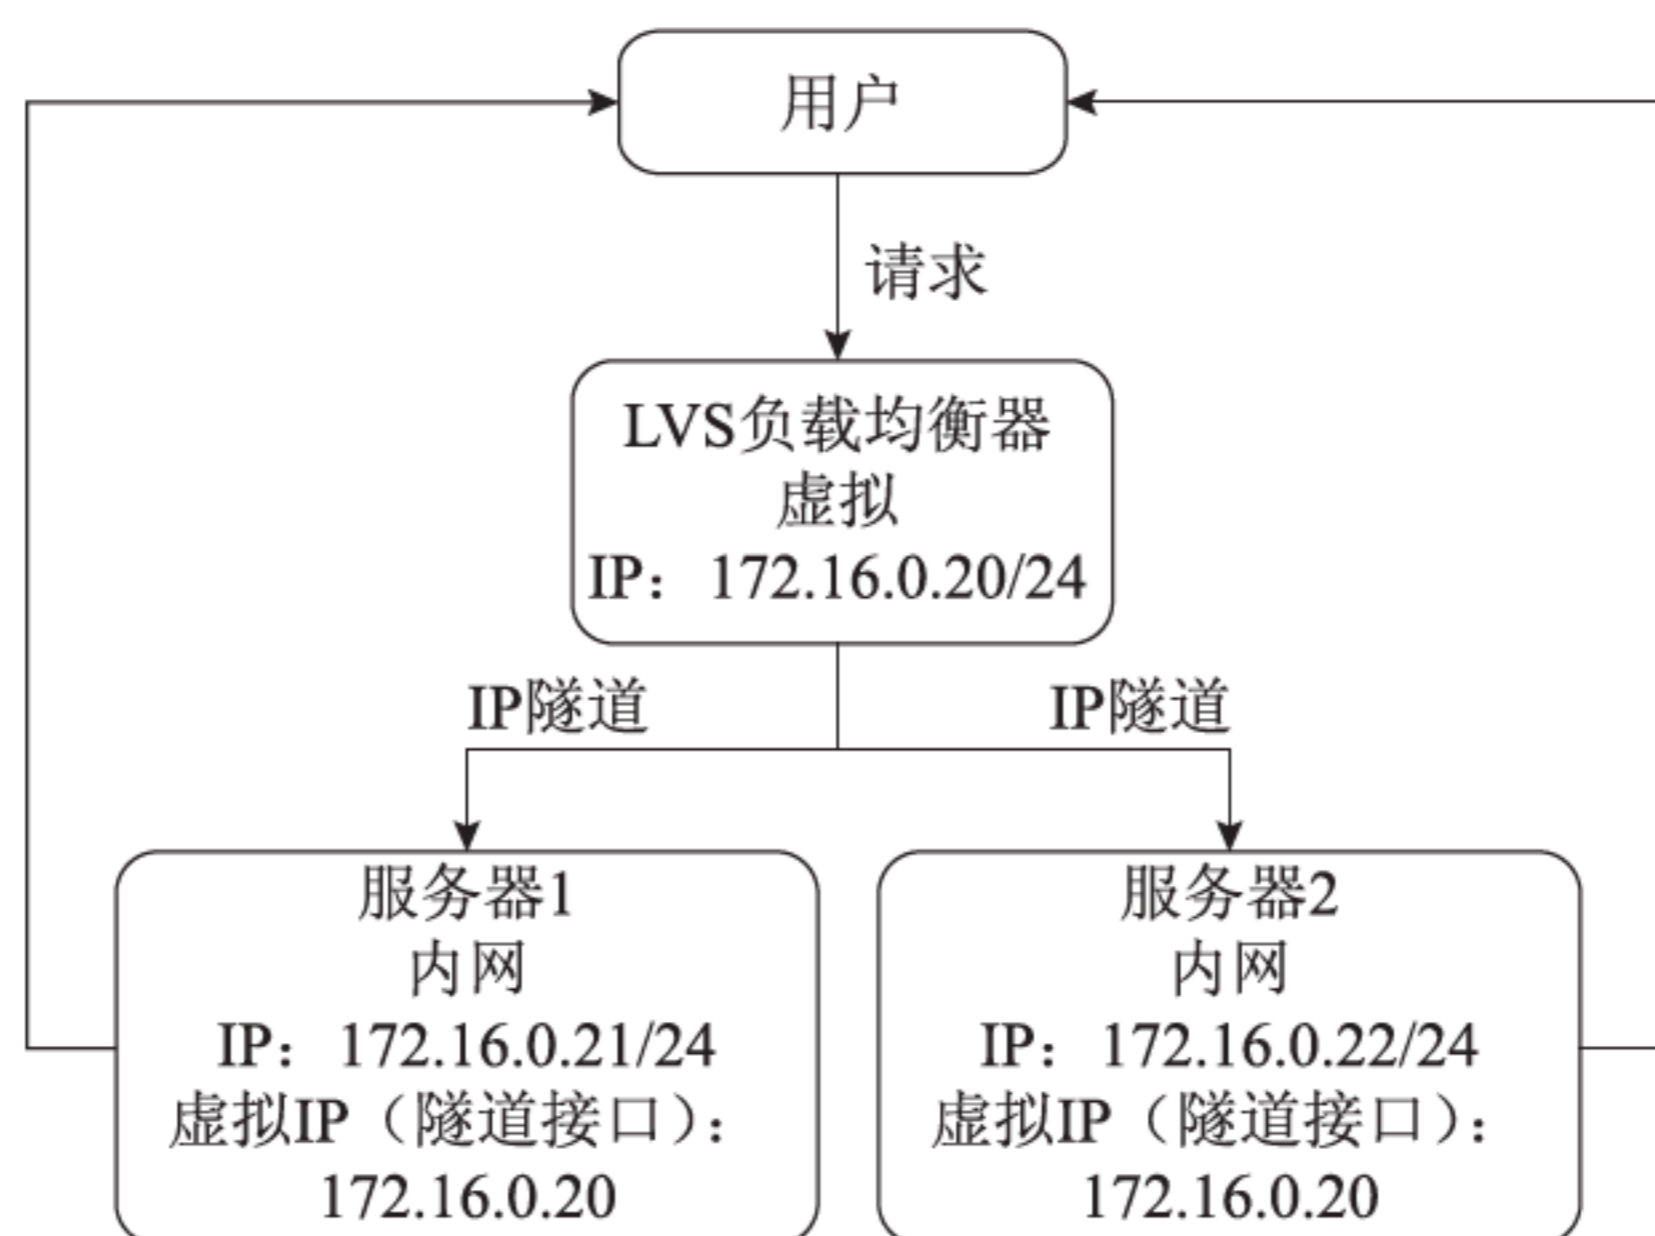 用户
请求
LVS负载均衡器
虚拟
IP：172.16.0.20/24
IP隧道
IP隧道
服务器1
内网
IP：172.16.0.21/24
虚拟IP（隧道接口）：
172.16.0.20
服务器2
内网
IP：172.16.0.22/24
虚拟IP（隧道接口）：
172.16.0.20